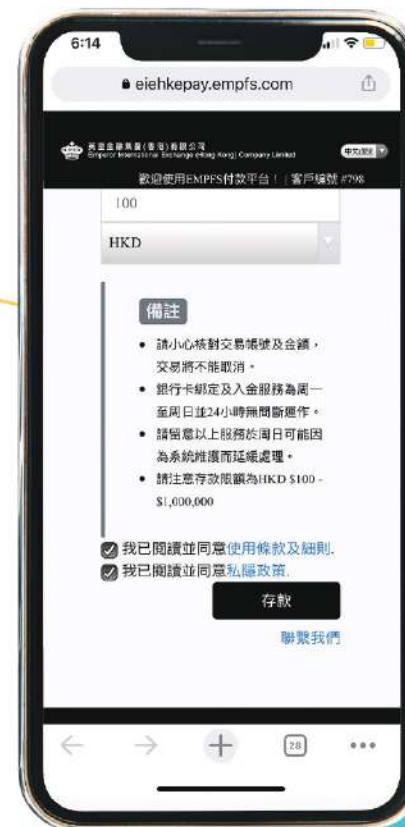 6:14
eiehkepay.empfs.com
英皇金融集團(香港)有限公司
Emperor International Exchange (Hong Kong) Company Limited
歡迎使用EMPFS付款平台！ | 客戶編號 #798
100
HKD
備註
• 請小心核對交易帳號及金額，
交易將不能取消。
• 銀行卡綁定及入金服務為周一
至周日並24小時無間斷運作。
• 請留意以上服務於周日可能因
為系統維護而延緩處理。
• 請注意存款限額為HKD $100 -
$1,000,000
我已閱讀並同意使用條款及細則.
我已閱讀並同意私隱政策.
存款
聯繫我們
28